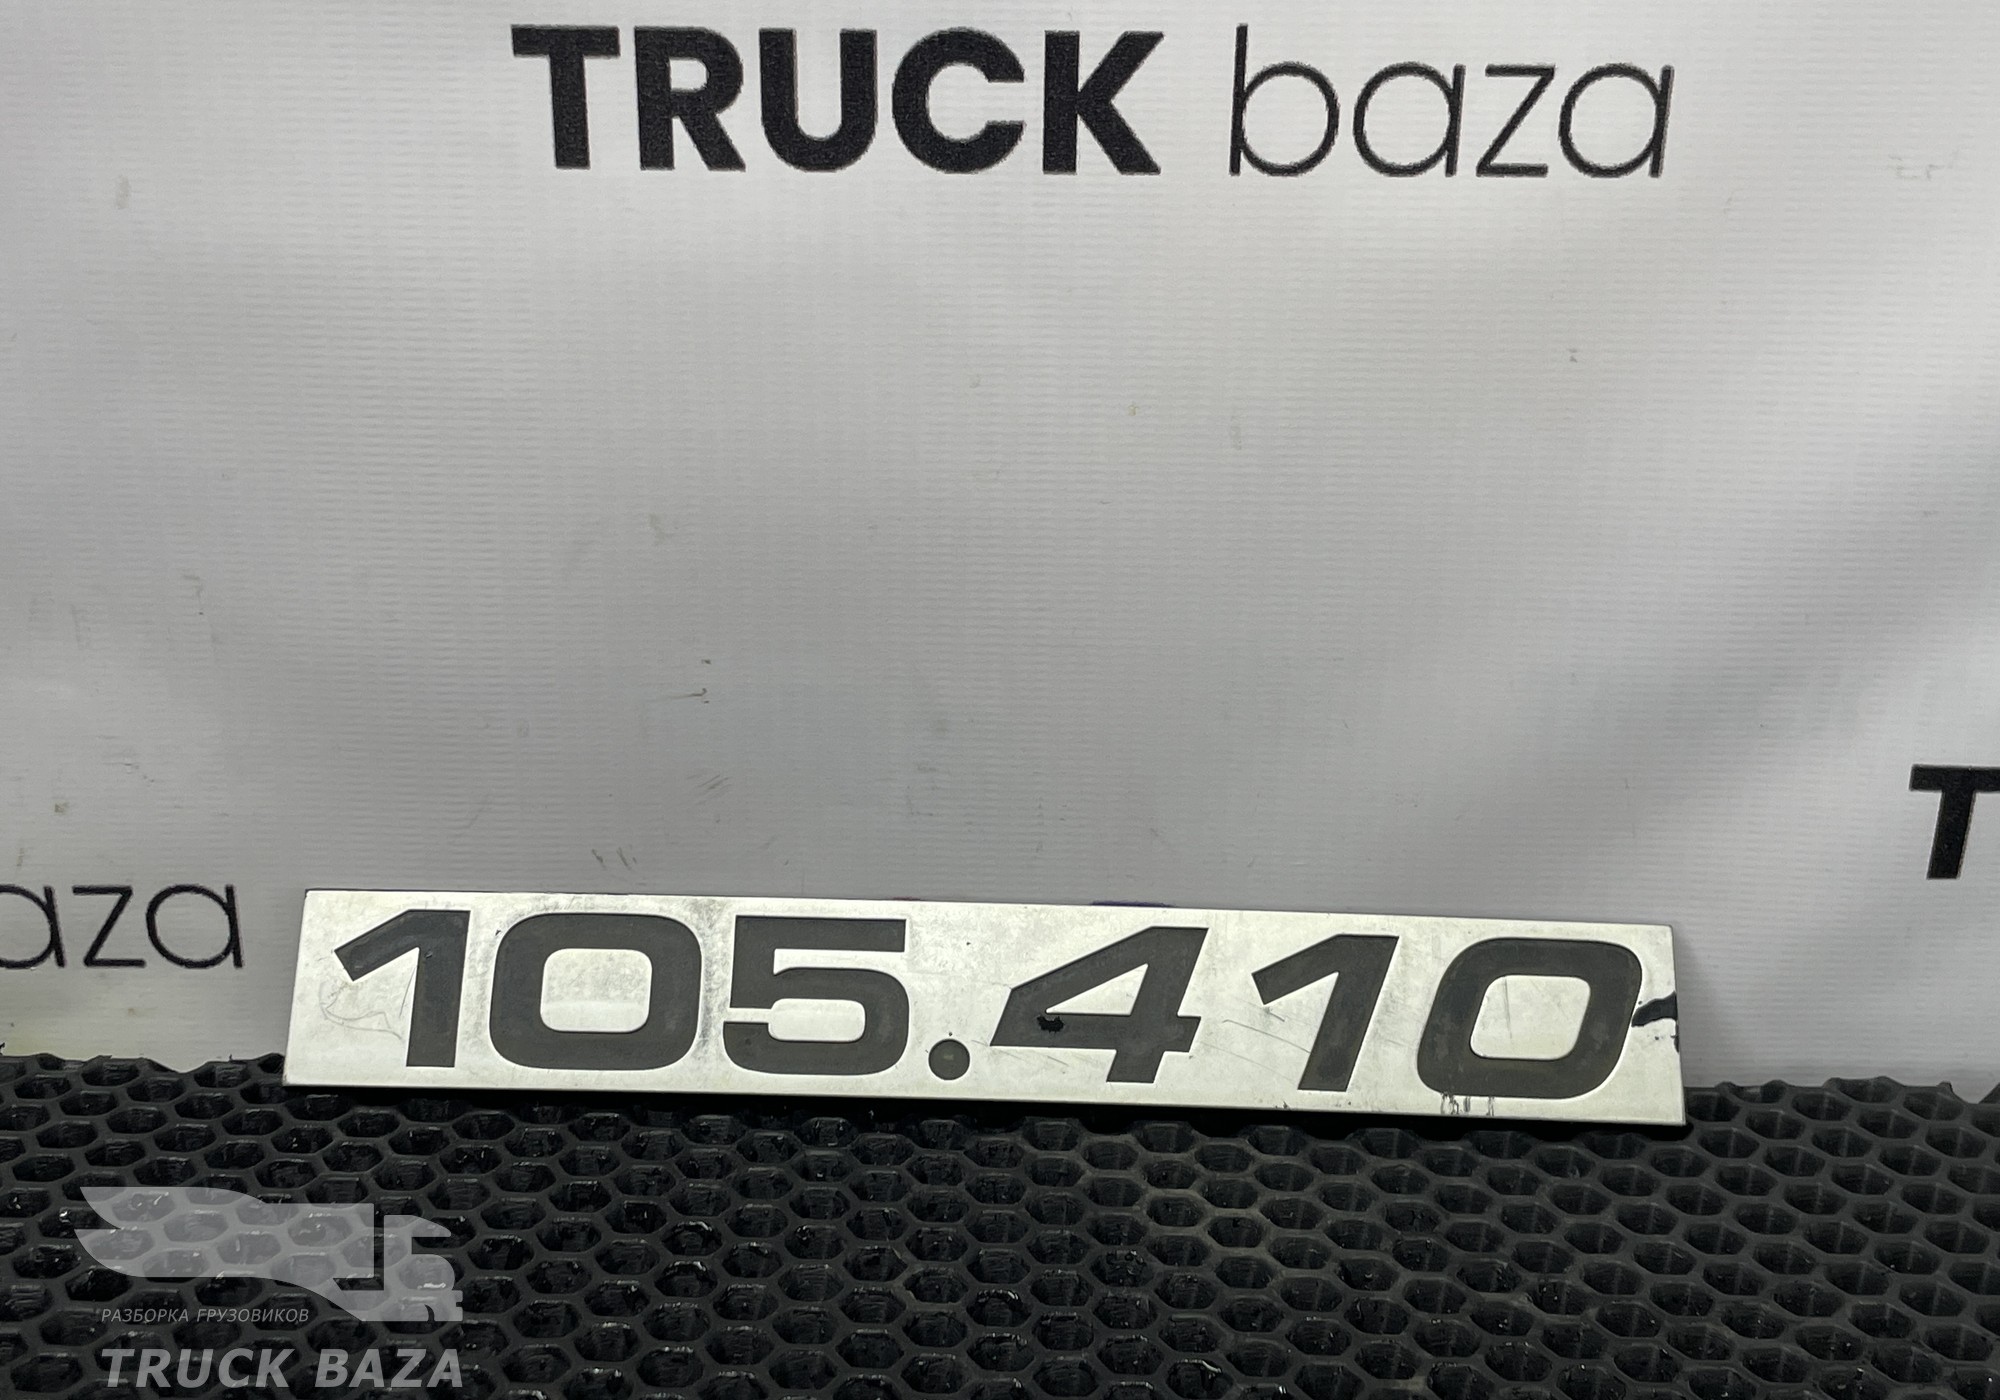 TRUCK baza
T
aza
105.410
РАЗБОРКА ГРУЗОВИКОВ
TRUCK BAZA